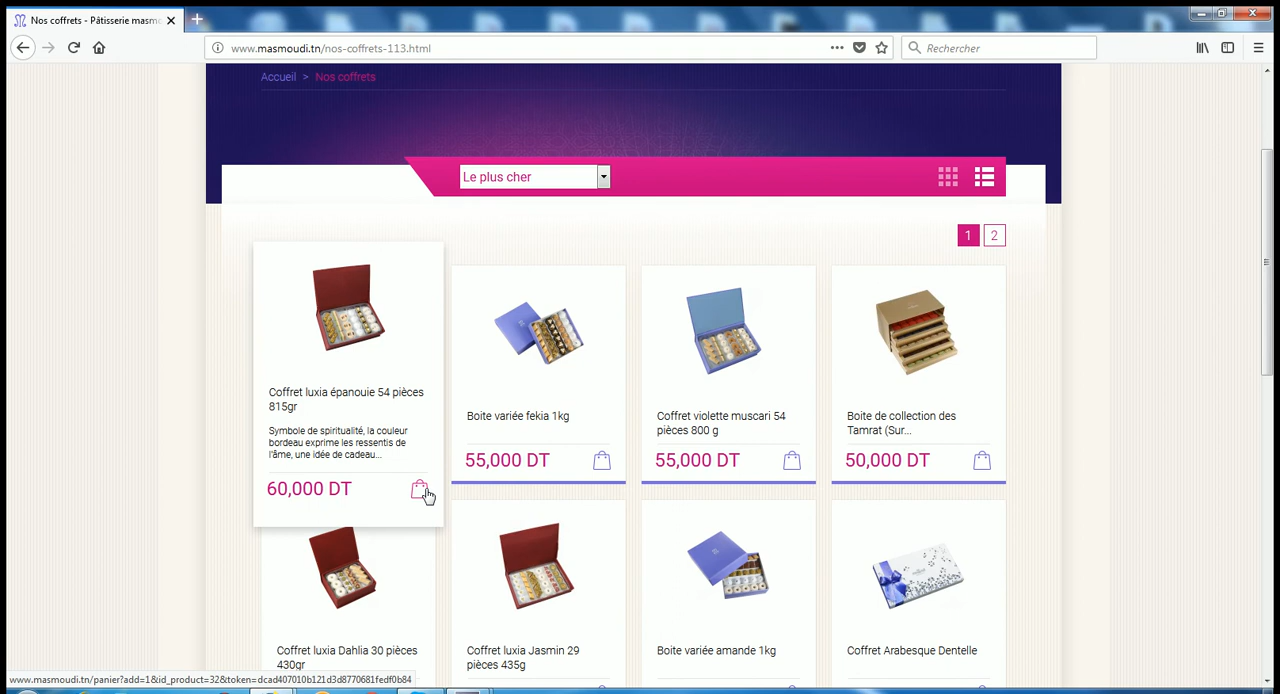 Nos coffrets - Pâtisserie masmo
www.masmoudi.tn/nos-coffrets-113.html
Rechercher
Accueil > Nos coffrets
Le plus cher
1 2
Coffret luxia épanouie 54 pièces
815gr
Symbole de spiritualité, la couleur
bordeau exprime les ressentis de
l'âme, une idée de cadeau...
60,000 DT
Boite variée fekia 1kg
55,000 DT
Coffret violette muscari 54
pièces 800 g
55,000 DT
Boite de collection des
Tamrat (Sur...
50,000 DT
Coffret luxia Dahlia 30 pièces
430gr
Coffret luxia Jasmin 29
pièces 435g
Boite variée amande 1kg
Coffret Arabesque Dentelle
www.masmoudi.tn/panier?add=1&id_product=32&token=dcad407010b121d3d8770681fedf0b84